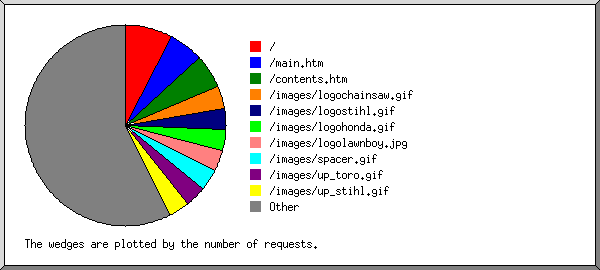 /
/main.htm
/contents.htm
/images/logochainsaw.gif
/images/logostihl.gif
/images/logohonda.gif
/images/logolawnboy.jpg
/images/spacer.gif
/images/up_toro.gif
/images/up_stihl.gif
Other
The wedges are plotted by the number of requests.